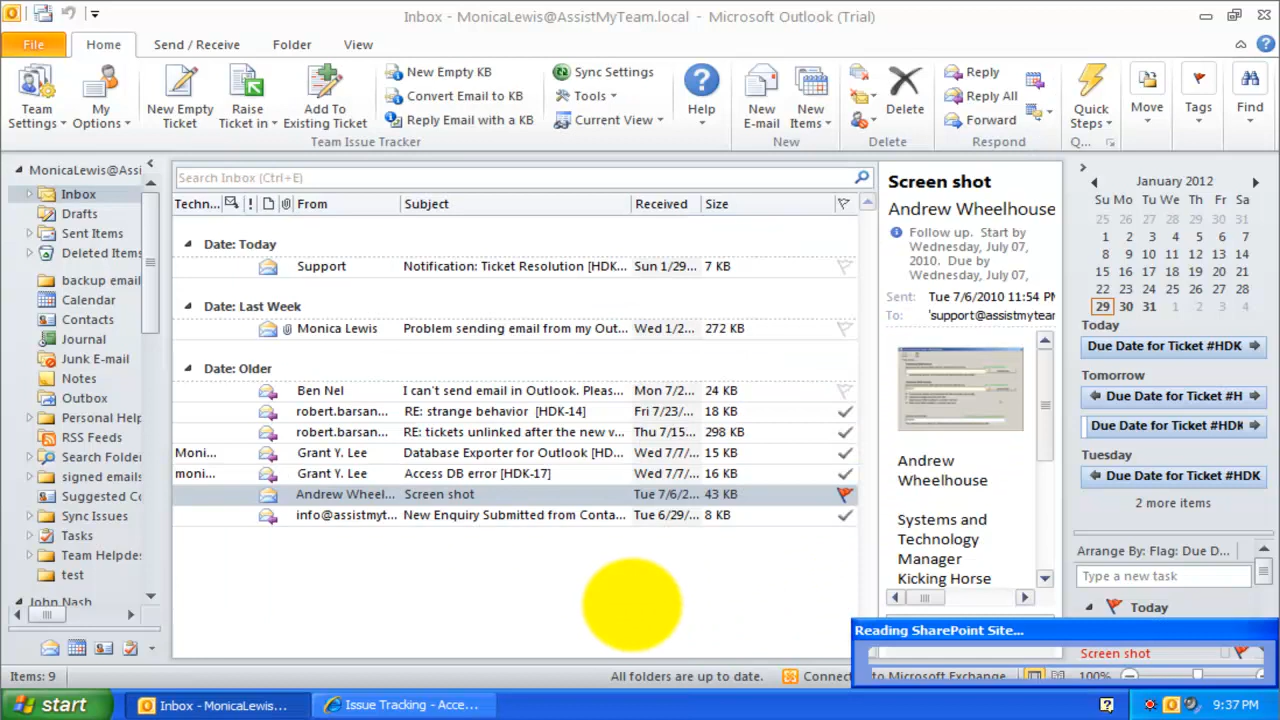 Inbox - MonicaLewis@AssistMyTeam.local - Microsoft Outlook (Trial)
File Home Send / Receive Folder View
Team Settings
My Options
New Empty Ticket
Raise Ticket in
Add To Existing Ticket
New Empty KB
Convert Email to KB
Reply Email with a KB
Sync Settings
Tools
Current View
Help
Team Issue Tracker
New E-mail
New Items
New
Delete
Delete
Reply
Reply All
Forward
Respond
Quick Steps
Q...
Move
Tags
Find
MonicaLewis@Assi
Inbox
Drafts
Sent Items
Deleted Items
backup email
Calendar
Contacts
Journal
Junk E-mail
Notes
Outbox
Personal Help
RSS Feeds
Search Folder
signed emails
Suggested Co
Sync Issues
Tasks
Team Helpdes
test
John Nash
Search Inbox (Ctrl+E)
Techn... ! From Subject Received Size
Date: Today
Support Notification: Ticket Resolution [HDK... Sun 1/29... 7 KB
Date: Last Week
Monica Lewis Problem sending email from my Out... Wed 1/2... 272 KB
Date: Older
Ben Nel I can't send email in Outlook. Pleas... Mon 7/2... 24 KB
robert.barsan... RE: strange behavior [HDK-14] Fri 7/23/... 18 KB
robert.barsan... RE: tickets unlinked after the new v... Thu 7/15... 298 KB
Moni... Grant Y. Lee Database Exporter for Outlook [HD... Wed 7/7/... 15 KB
moni... Grant Y. Lee Access DB error [HDK-17] Wed 7/7/... 16 KB
Andrew Wheel... Screen shot Tue 7/6/2... 43 KB
info@assistmyt... New Enquiry Submitted from Conta... Tue 6/29/... 8 KB
Screen shot
Andrew Wheelhouse
Follow up. Start by
Wednesday, July 07,
2010. Due by
Wednesday, July 07,
Sent: Tue 7/6/2010 11:54 PM
To: 'support@assistmyteam
Andrew
Wheelhouse
Systems and
Technology
Manager
Kicking Horse
January 2012
Su Mo Tu We Th Fr Sa
25 26 27 28 29 30 31
1 2 3 4 5 6 7
8 9 10 11 12 13 14
15 16 17 18 19 20 21
22 23 24 25 26 27 28
29 30 31 1 2 3 4
Today
Due Date for Ticket #HDK
Tomorrow
Due Date for Ticket #H
Due Date for Ticket #HDK
Tuesday
Due Date for Ticket #HDK
2 more items
Arrange By: Flag: Due D...
Type a new task
Today
Reading SharePoint Site...
Screen shot
to Microsoft Exchange 100%
Items: 9 All folders are up to date. Connect
start Inbox - MonicaLewis... Issue Tracking - Acce... 9:37 PM